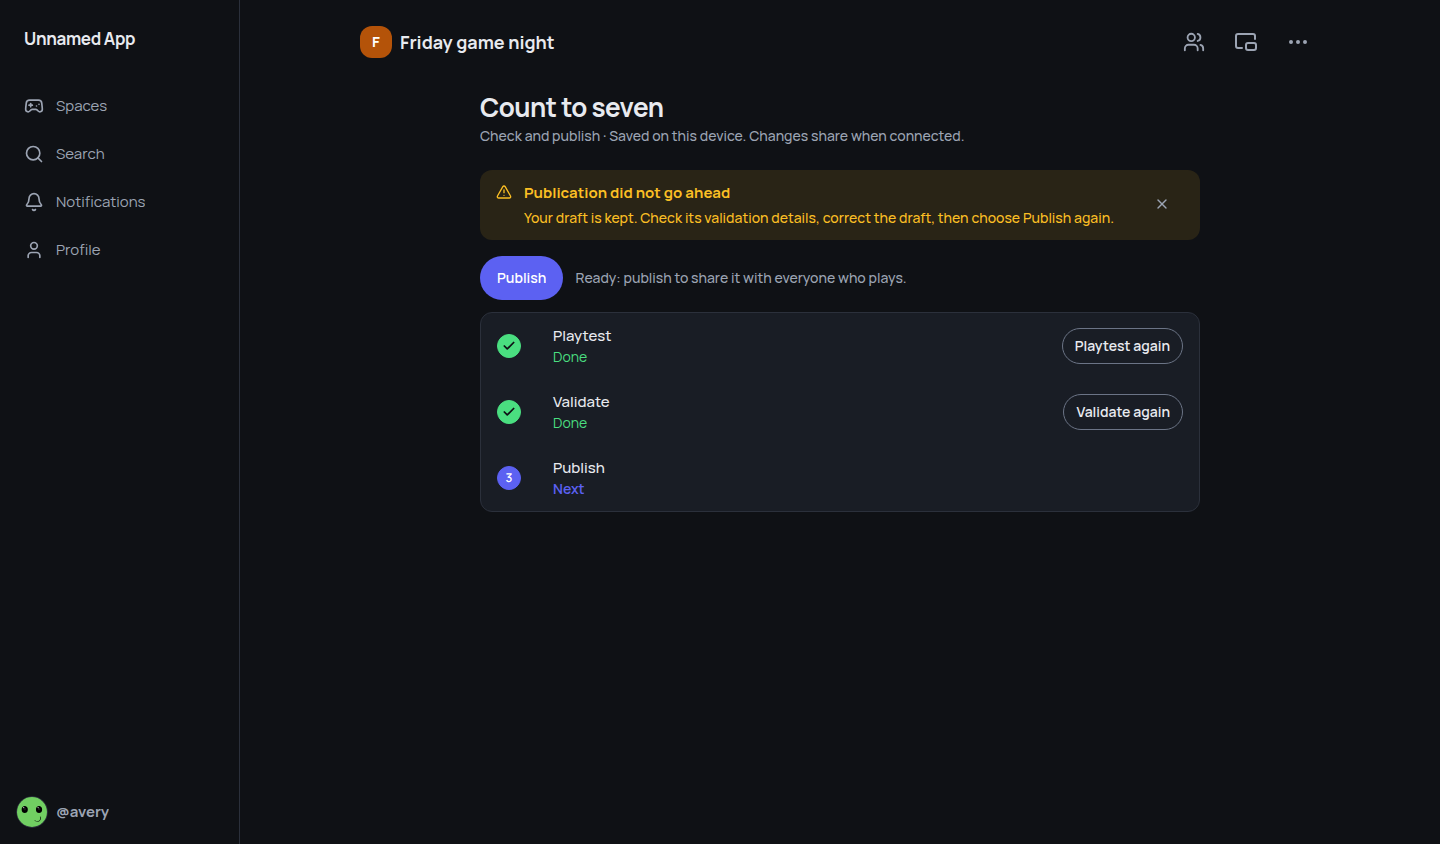 Unnamed App
Spaces
Search
Notifications
Profile
@avery
F
Friday game night
Count to seven
Check and publish · Saved on this device. Changes share when connected.
Publication did not go ahead
Your draft is kept. Check its validation details, correct the draft, then choose Publish again.
Publish
Ready: publish to share it with everyone who plays.
Playtest
Done
Playtest again
Validate
Done
Validate again
3
Publish
Next